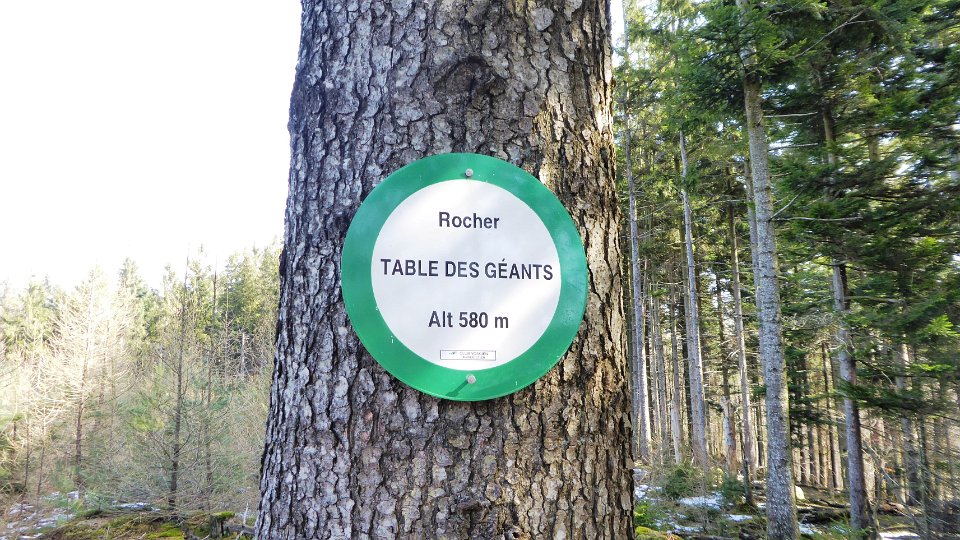 Rocher
TABLE DES GÉANTS
Alt 580 m